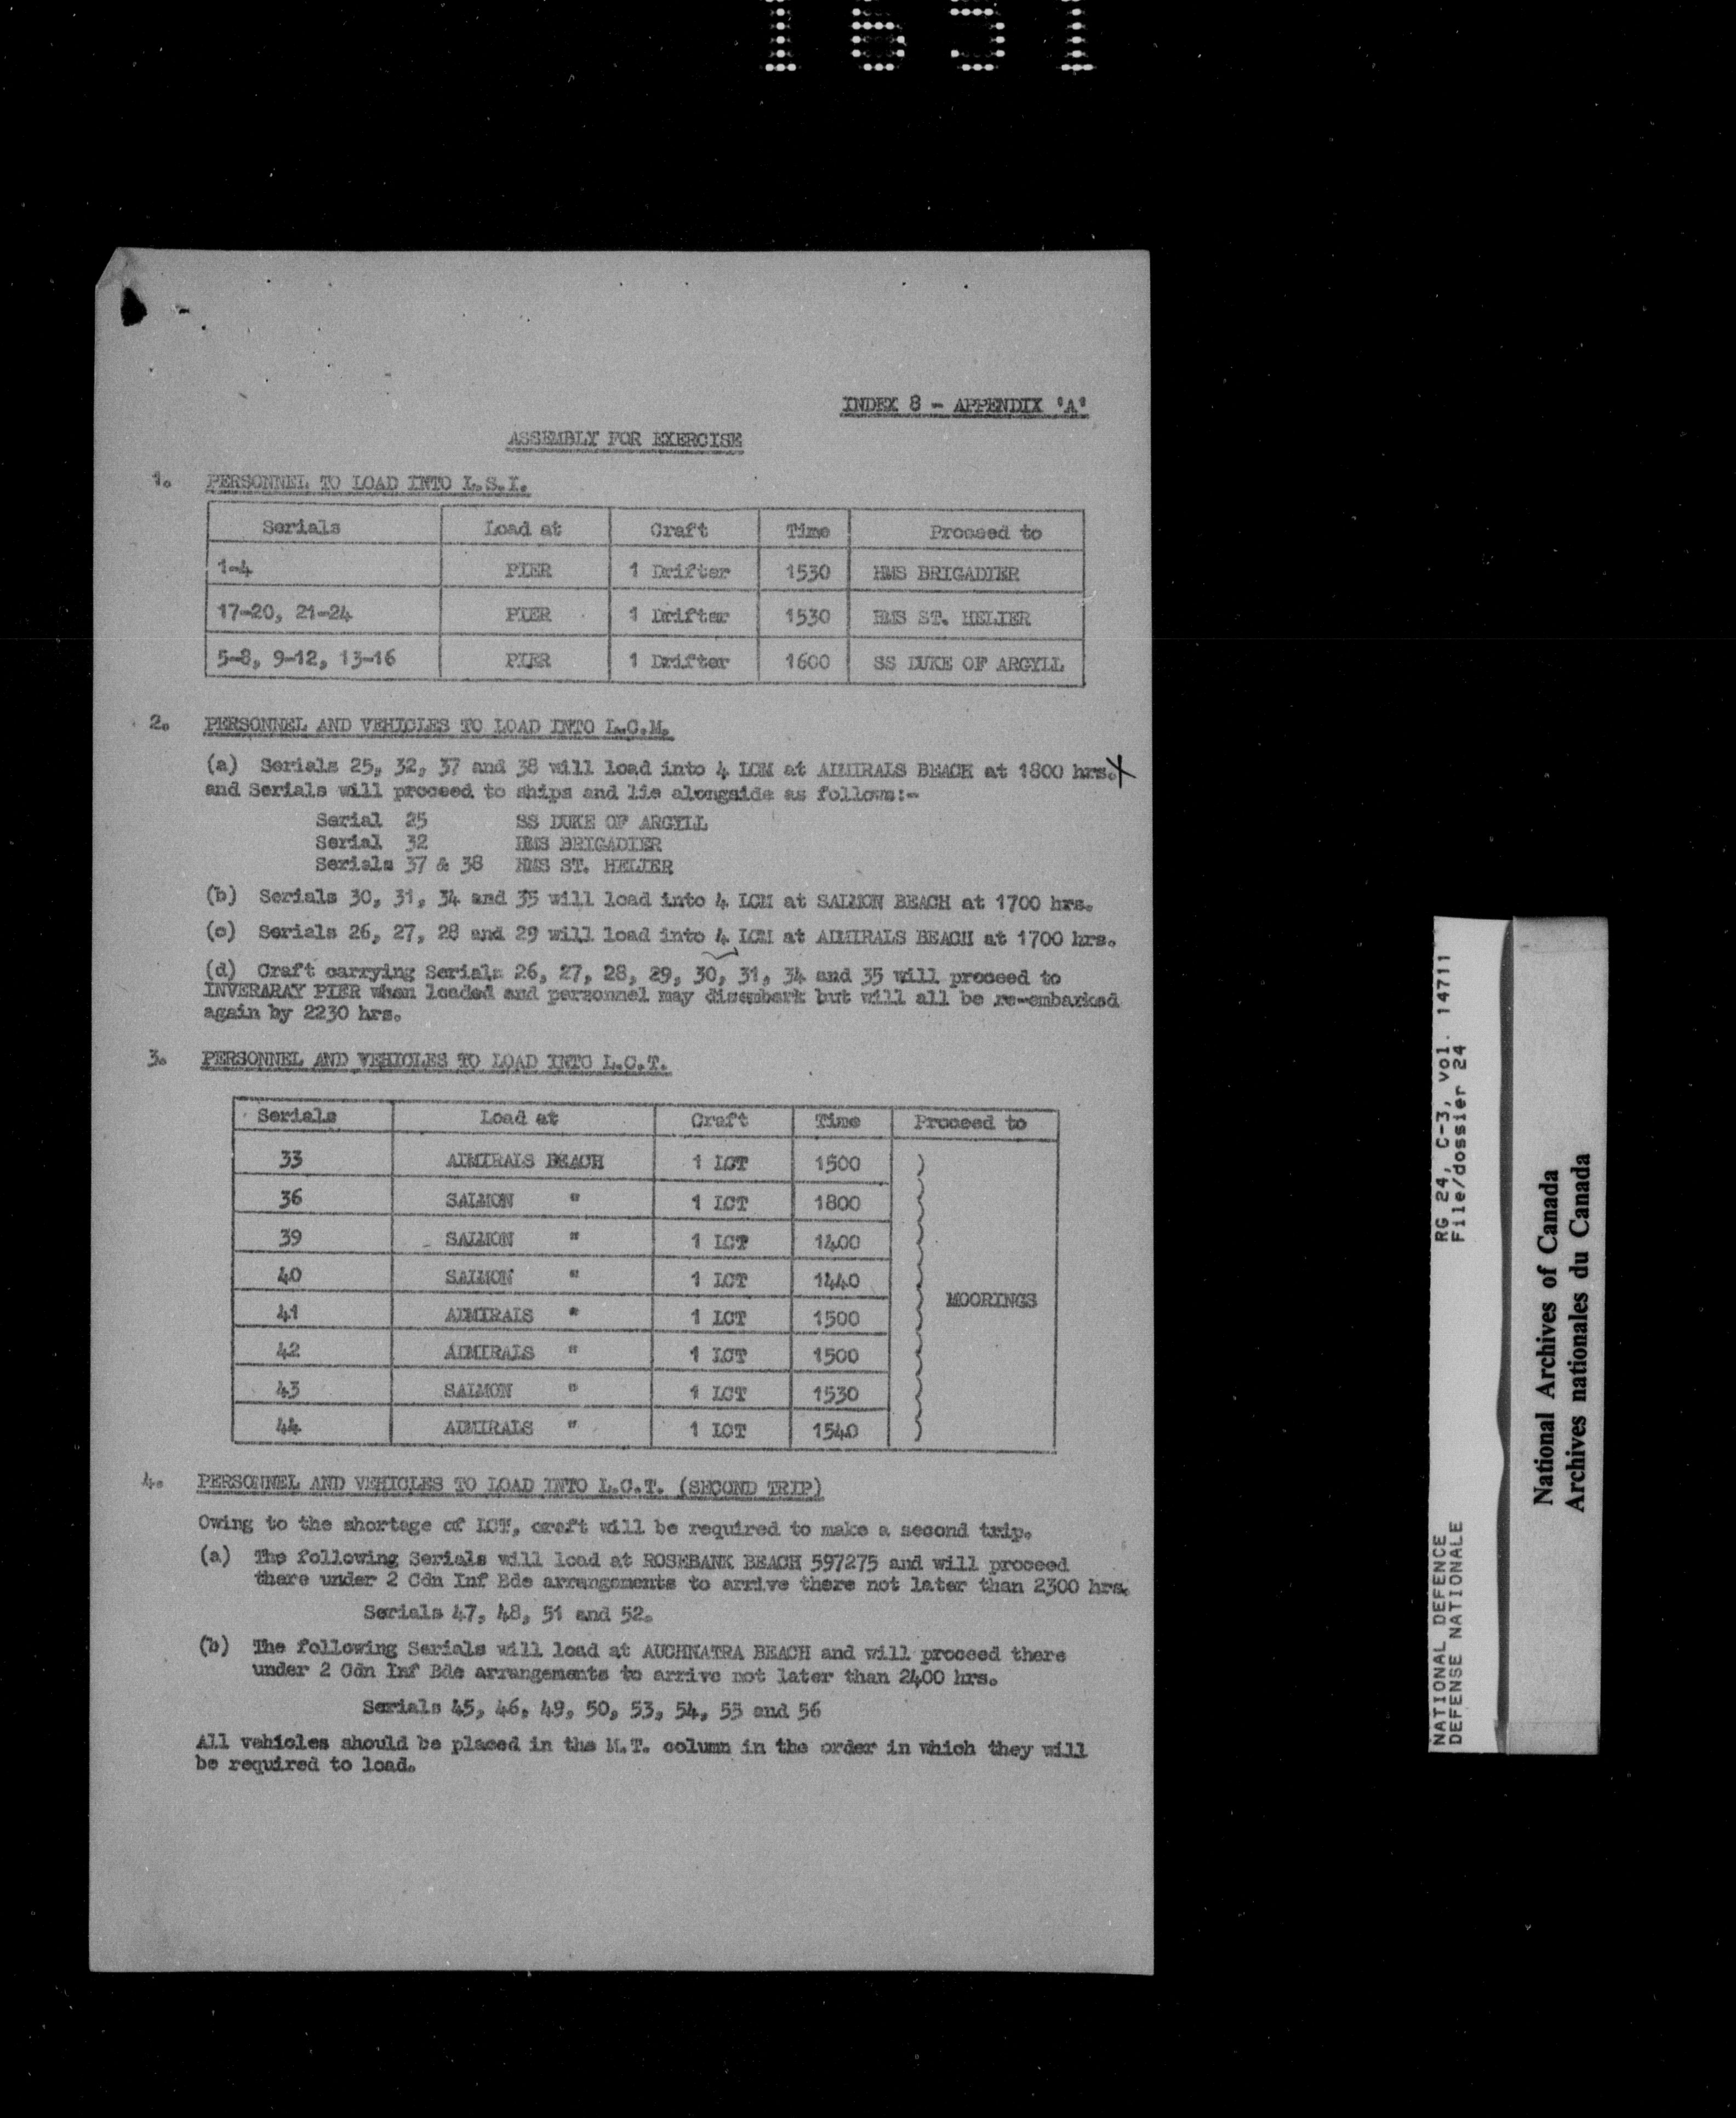 1651
INDEX 8 - APPENDIX 'A'
ASSEMBLY FOR EXERCISE
1. PERSONNEL TO LOAD INTO L.S.I.
Serials Load at Craft Time Proceed to
1-4 PIER 1 Drifter 1530 HMS BRIGADIER
17-20, 21-24 PIER 1 Drifter 1530 HMS ST. HELIER
5-8, 9-12, 13-16 PIER 1 Drifter 1600 SS DUKE OF ARGYLL
2. PERSONNEL AND VEHICLES TO LOAD INTO L.C.M.
(a) Serials 25, 32, 37 and 38 will load into 4 LCM at ADMIRALS BEACH at 1800 hrs.
and Serials will proceed to ships and lie alongside as follows:-
Serial 25 SS DUKE OF ARGYLL
Serial 32 HMS BRIGADIER
Serials 37 & 38 HMS ST. HELIER
(b) Serials 30, 31, 34 and 35 will load into 4 LCM at SALMON BEACH at 1700 hrs.
(c) Serials 26, 27, 28 and 29 will load into 4 LCM at ADMIRALS BEACH at 1700 hrs.
(d) Craft carrying Serials 26, 27, 28, 29, 30, 31, 34 and 35 will proceed to
INVERARAY PIER when loaded and personnel may disembark but will all be re-embarked
again by 2230 hrs.
3. PERSONNEL AND VEHICLES TO LOAD INTO L.C.T.
Serials Load at Craft Time Proceed to
33 ADMIRALS BEACH 1 LCT 1500
36 SALMON " 1 LCT 1800
39 SALMON " 1 LCT 1400
40 SALMON " 1 LCT 1440
MOORINGS
41 ADMIRALS " 1 LCT 1500
42 ADMIRALS " 1 LCT 1500
43 SALMON " 1 LCT 1530
44 ADMIRALS " 1 LCT 1540
4. PERSONNEL AND VEHICLES TO LOAD INTO L.C.T. (SECOND TRIP)
Owing to the shortage of LCT, craft will be required to make a second trip.
(a) The following Serials will load at ROSEBANK BEACH 597275 and will proceed
there under 2 Cdn Inf Bde arrangements to arrive there not later than 2300 hrs.
Serials 47, 48, 51 and 52.
(b) The following Serials will load at AUCHNATRA BEACH and will proceed there
under 2 Cdn Inf Bde arrangements to arrive not later than 2400 hrs.
Serials 45, 46, 49, 50, 53, 54, 55 and 56
All vehicles should be placed in the M.T. column in the order in which they will
be required to load.
NATIONAL DEFENCE RG 24, C-3, Vol. 14711
DEFENSE NATIONALE File/dossier 24
National Archives of Canada
Archives nationales du Canada